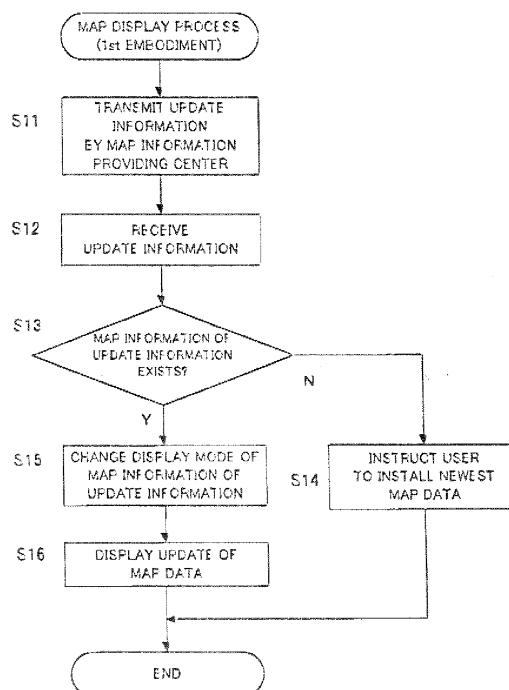 MAP DISPLAY PROCESS
(1st EMBODIMENT)
S11
TRANSMIT UPDATE
INFORMATION
BY MAP INFORMATION
PROVIDING CENTER
S12
RECEIVE
UPDATE INFORMATION
S13
MAP INFORMATION OF
UPDATE INFORMATION
EXISTS?
N
Y
S15
CHANGE DISPLAY MODE OF
MAP INFORMATION OF
UPDATE INFORMATION
S14
INSTRUCT USER
TO INSTALL NEWEST
MAP DATA
S16
DISPLAY UPDATE OF
MAP DATA
END